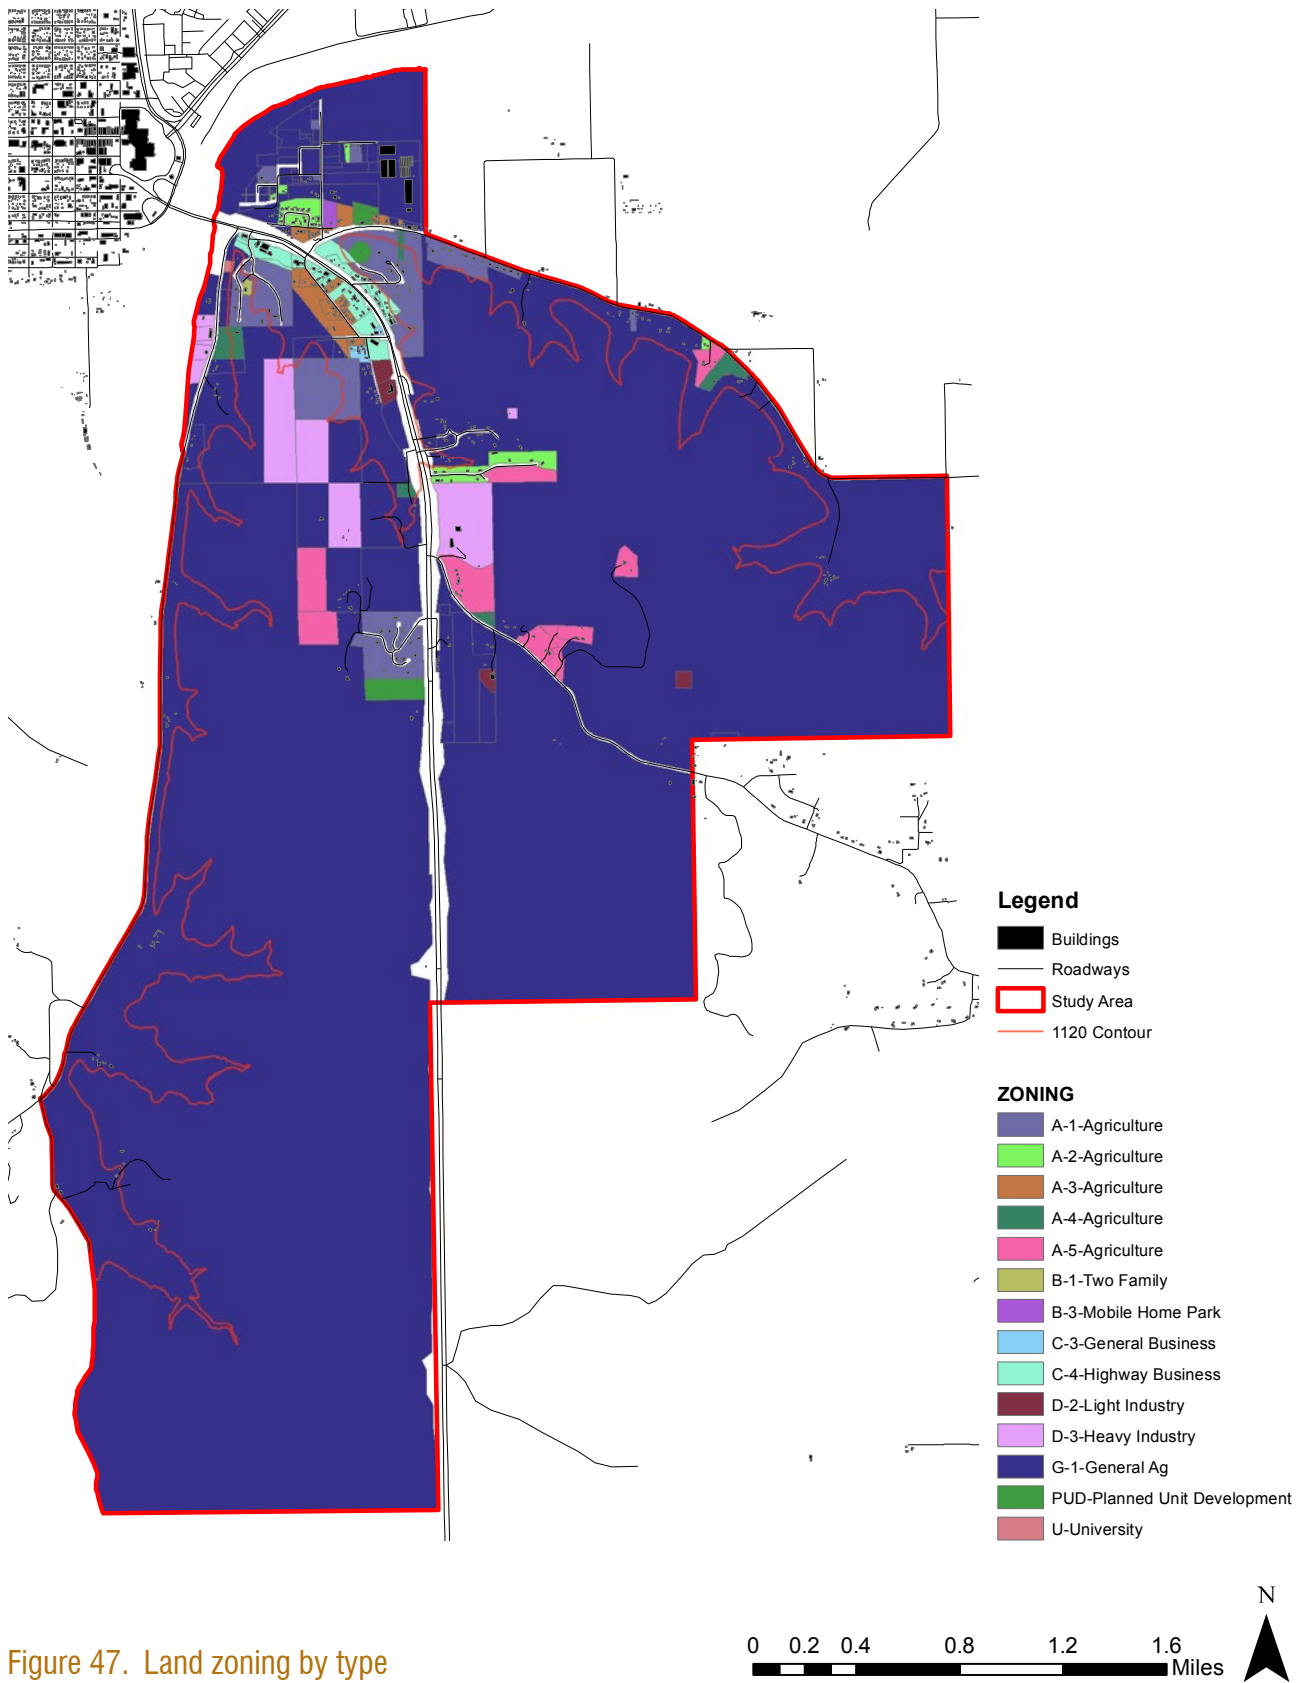 Legend
Buildings
Roadways
Study Area
1120 Contour
ZONING
A-1-Agriculture
A-2-Agriculture
A-3-Agriculture
A-4-Agriculture
A-5-Agriculture
B-1-Two Family
B-3-Mobile Home Park
C-3-General Business
C-4-Highway Business
D-2-Light Industry
D-3-Heavy Industry
G-1-General Ag
PUD-Planned Unit Development
U-University
N
0 0.2 0.4 0.8 1.2 1.6
Miles
Figure 47. Land zoning by type